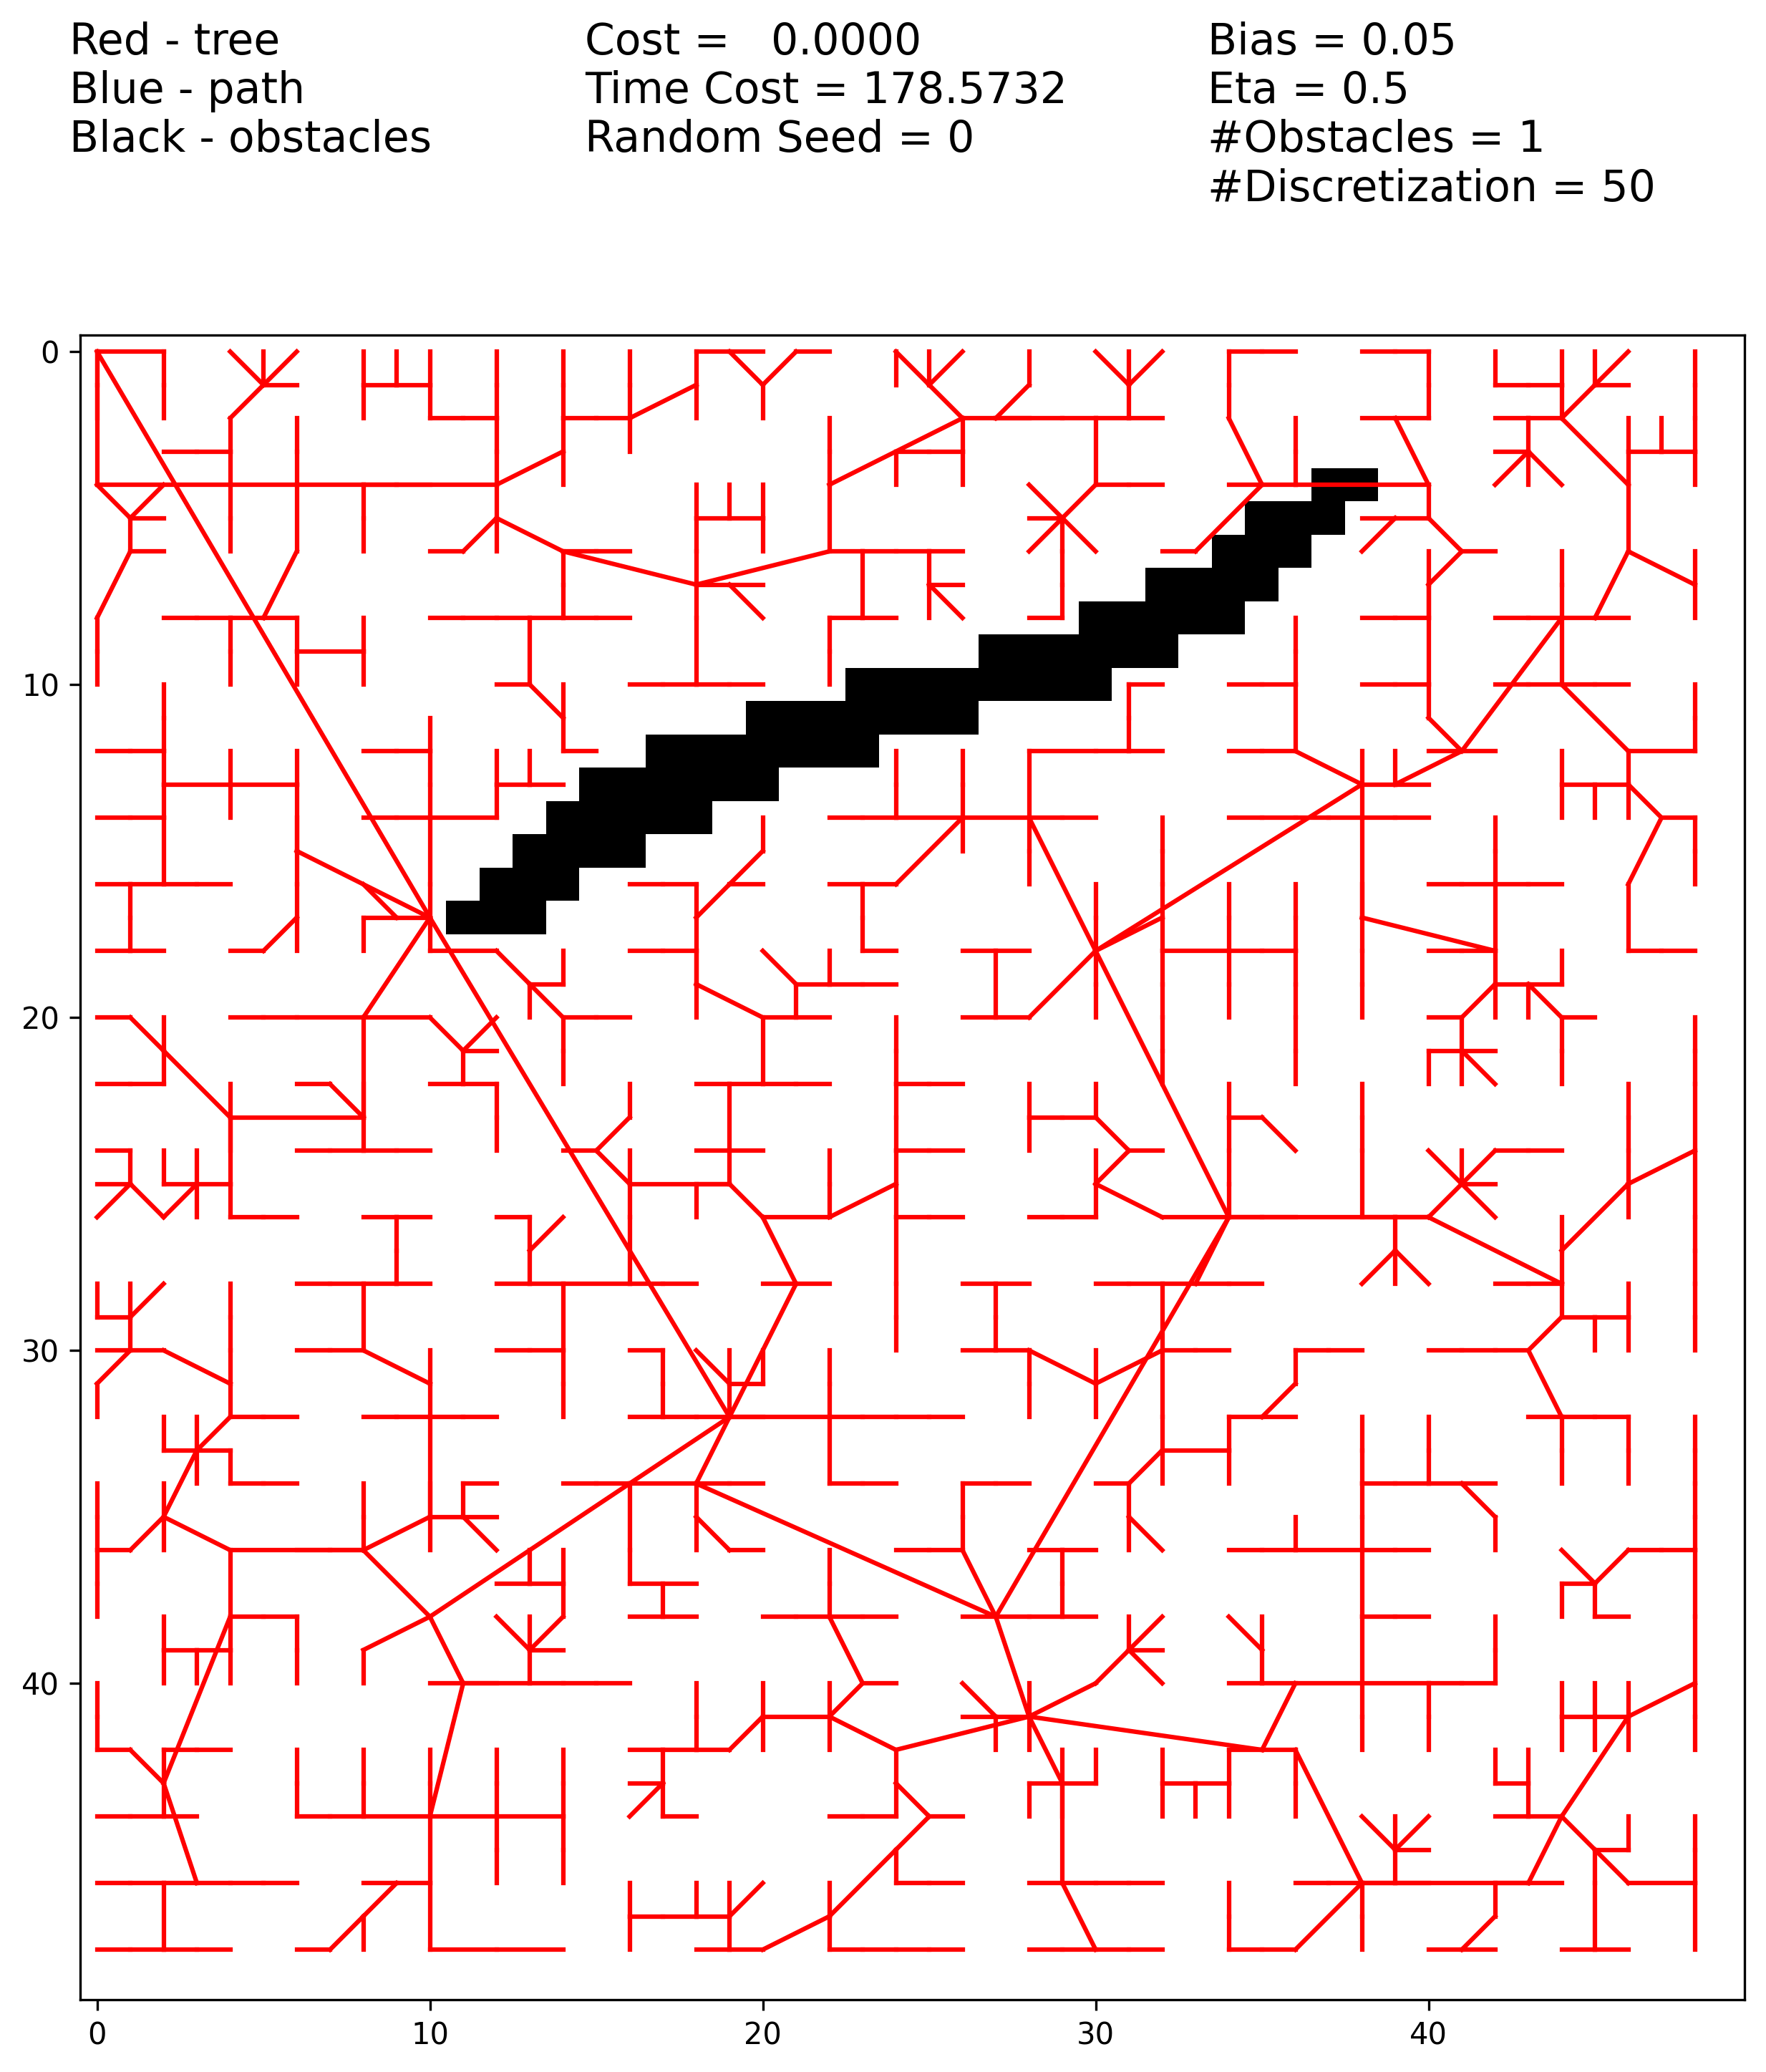 Red - tree
Blue - path
Black - obstacles
Cost =   0.0000
Time Cost = 178.5732
Random Seed = 0
Bias = 0.05
Eta = 0.5
#Obstacles = 1
#Discretization = 50
0
10
20
30
40
0 10 20 30 40